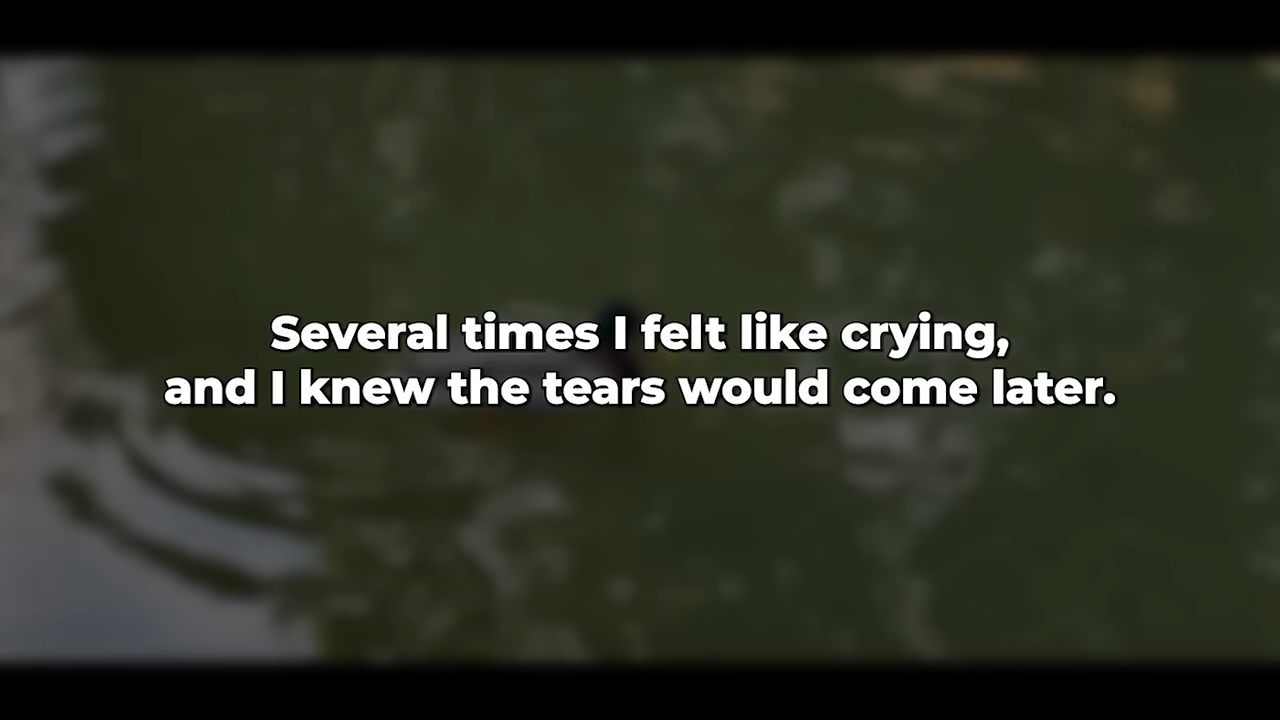 Several times I felt like crying,
and I knew the tears would come later.